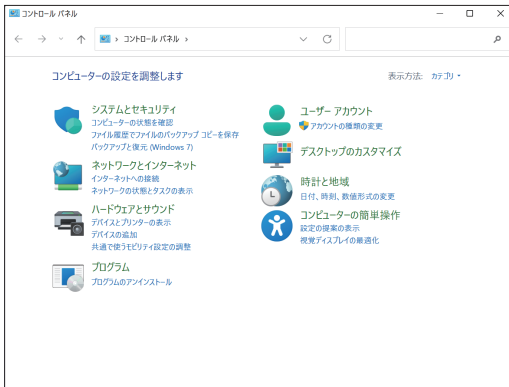 コントロール パネル
コントロール パネル
コンピューターの設定を調整します
表示方法: カテゴリ
システムとセキュリティ
コンピューターの状態を確認
ファイル履歴でファイルのバックアップ コピーを保存
バックアップと復元 (Windows 7)
ネットワークとインターネット
インターネットへの接続
ネットワークの状態とタスクの表示
ハードウェアとサウンド
デバイスとプリンターの表示
デバイスの追加
共通で使うモビリティ設定の調整
プログラム
プログラムのアンインストール
ユーザー アカウント
アカウントの種類の変更
デスクトップのカスタマイズ
時計と地域
日付、時刻、数値形式の変更
コンピューターの簡単操作
設定の提案の表示
視覚ディスプレイの最適化